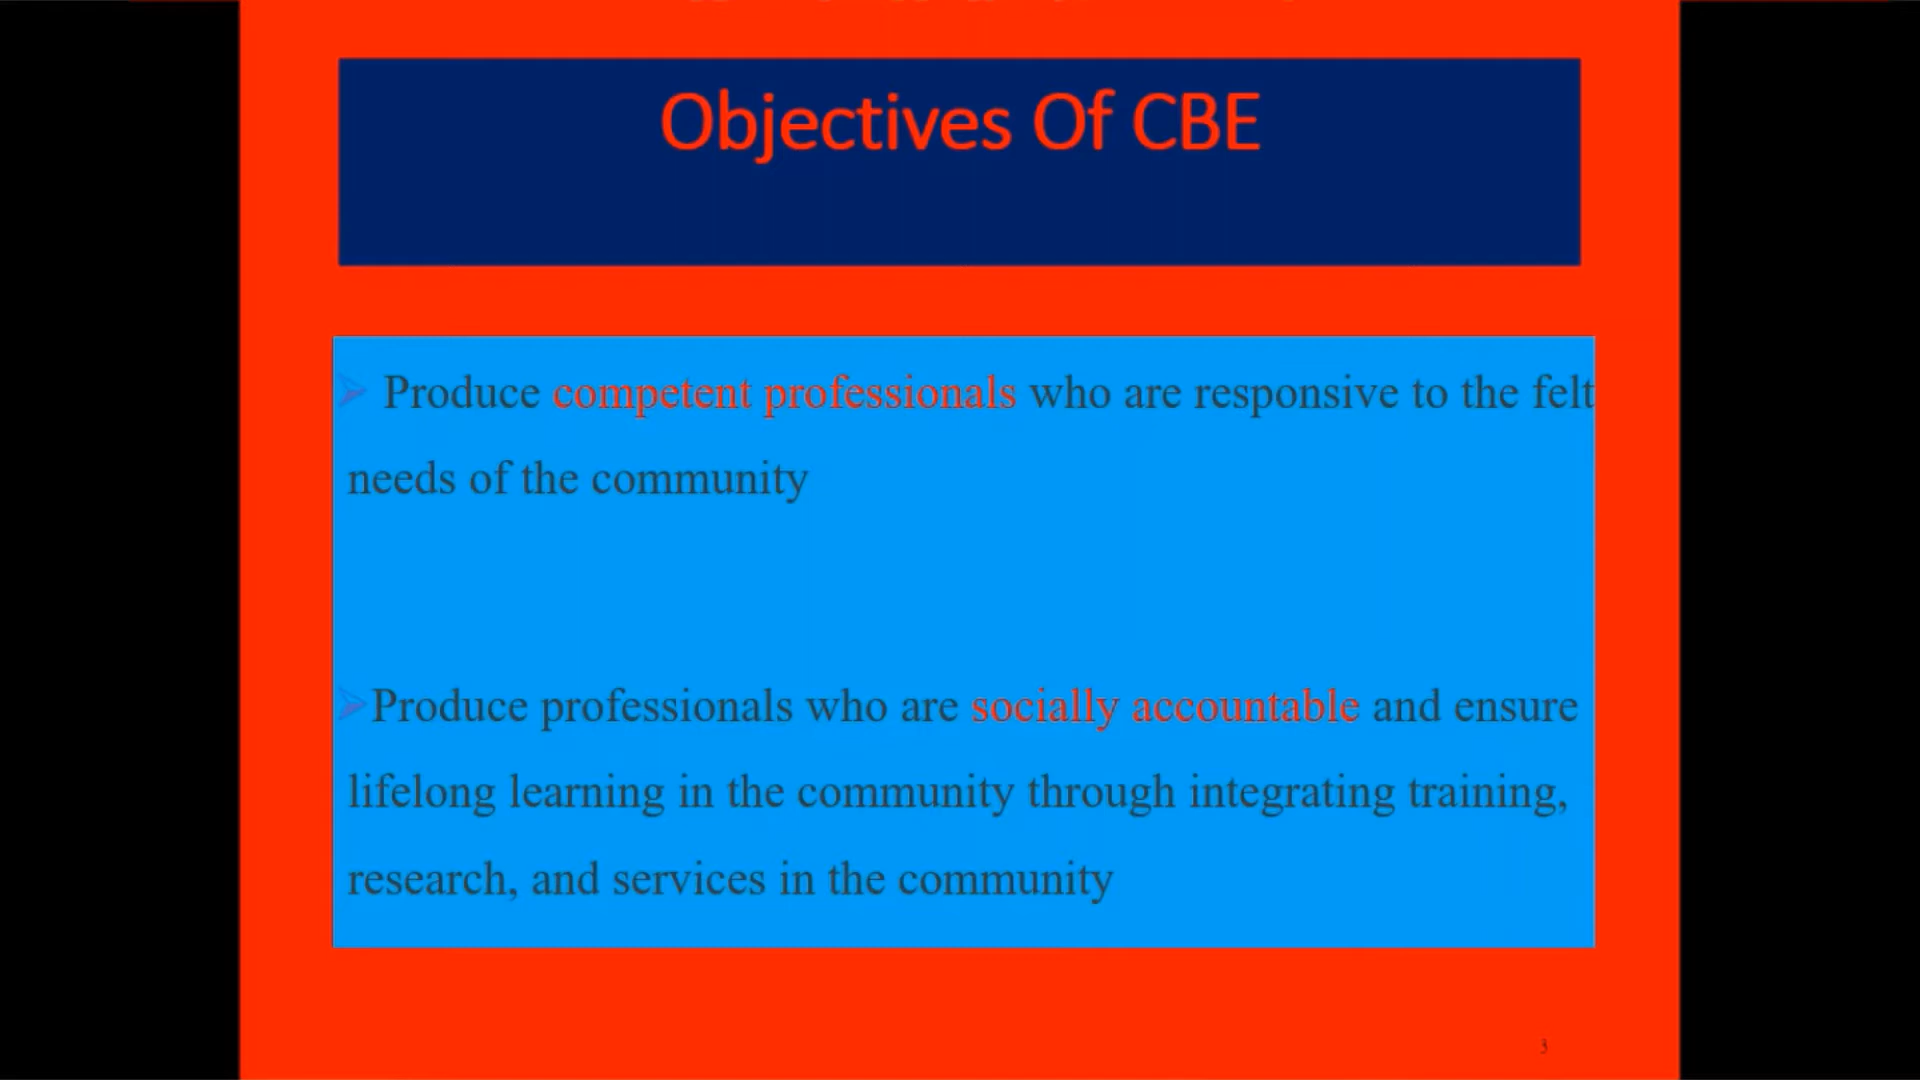 Objectives Of CBE
➢ Produce competent professionals who are responsive to the felt
needs of the community
➢Produce professionals who are socially accountable and ensure
lifelong learning in the community through integrating training,
research, and services in the community
3